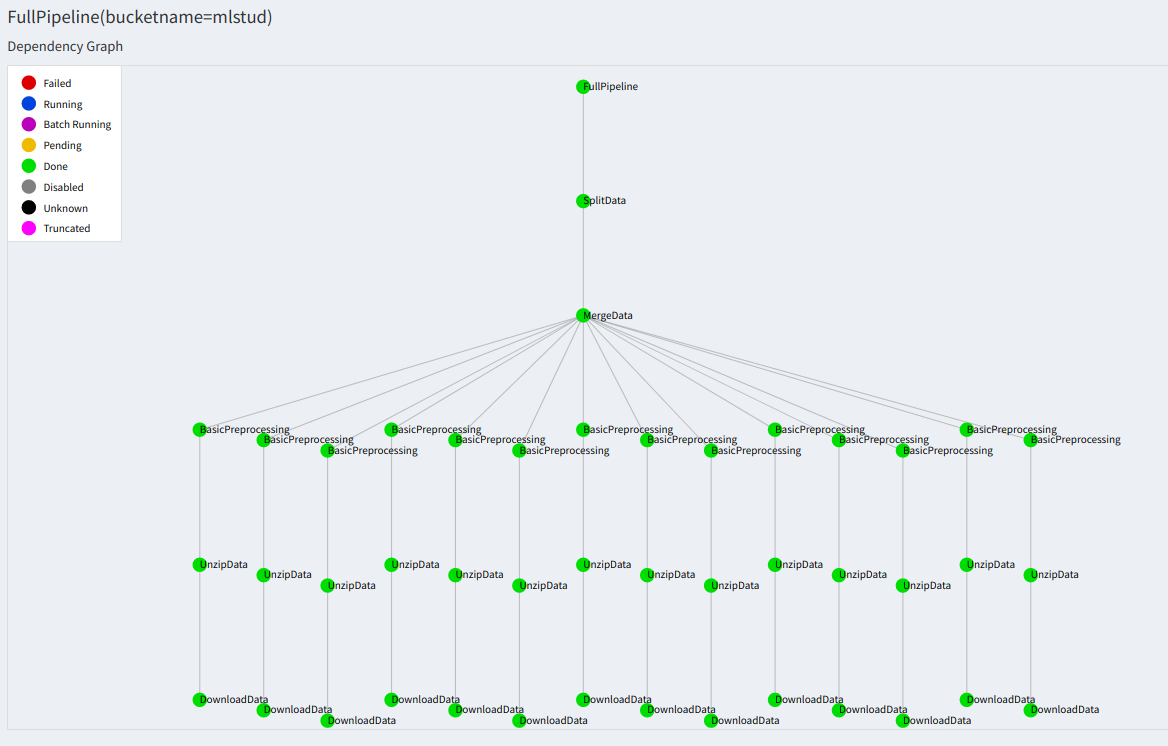 FullPipeline(bucketname=mlstud)
Dependency Graph
Failed
Running
Batch Running
Pending
Done
Disabled
Unknown
Truncated
FullPipeline
SplitData
MergeData
BasicPreprocessing
BasicPreprocessing
BasicPreprocessing
BasicPreprocessing
BasicPreprocessing
BasicPreprocessing
BasicPreprocessing
BasicPreprocessing
BasicPreprocessing
BasicPreprocessing
BasicPreprocessing
BasicPreprocessing
BasicPreprocessing
BasicPreprocessing
UnzipData
UnzipData
UnzipData
UnzipData
UnzipData
UnzipData
UnzipData
UnzipData
UnzipData
UnzipData
UnzipData
UnzipData
UnzipData
UnzipData
DownloadData
DownloadData
DownloadData
DownloadData
DownloadData
DownloadData
DownloadData
DownloadData
DownloadData
DownloadData
DownloadData
DownloadData
DownloadData
DownloadData